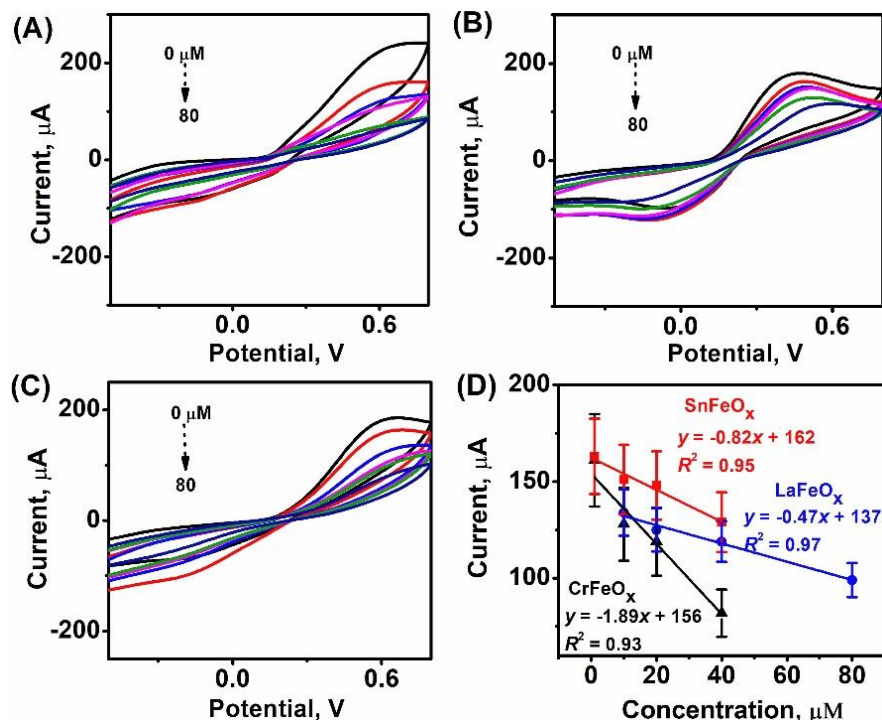 (A)
0 μM
80
200
0
-200
Current, μA
0.0
0.6
Potential, V
(B)
0 μM
80
200
0
-200
Current, μA
0.0
0.6
Potential, V
(C)
0 μM
80
200
0
-200
Current, μA
0.0
0.6
Potential, V
(D)
200
150
100
Current, μA
SnFeOₓ
y = -0.82x + 162
R² = 0.95
LaFeOₓ
y = -0.47x + 137
R² = 0.97
CrFeOₓ
y = -1.89x + 156
R² = 0.93
0 20 40 60 80
Concentration, μM